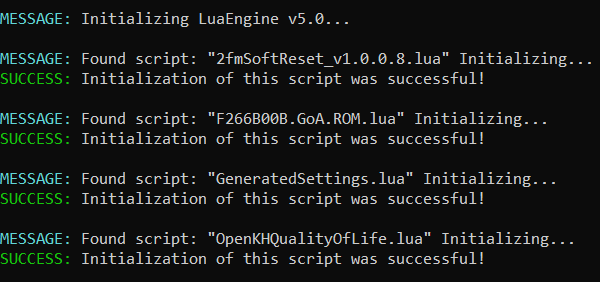 MESSAGE: Initializing LuaEngine v5.0...
MESSAGE: Found script: "2fmSoftReset_v1.0.0.8.lua" Initializing...
SUCCESS: Initialization of this script was successful!
MESSAGE: Found script: "F266B00B.GoA.ROM.lua" Initializing...
SUCCESS: Initialization of this script was successful!
MESSAGE: Found script: "GeneratedSettings.lua" Initializing...
SUCCESS: Initialization of this script was successful!
MESSAGE: Found script: "OpenKHQualityOfLife.lua" Initializing...
SUCCESS: Initialization of this script was successful!